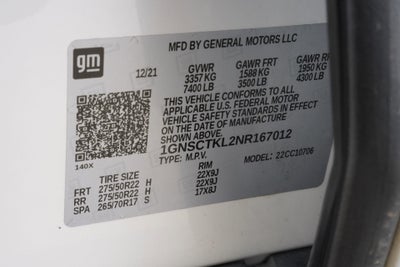 MFD BY GENERAL MOTORS LLC
gm
12/21 GVWR GAWR FRT GAWR RR
3357 KG 1588 KG 1950 KG
7400 LB 3500 LB 4300 LB
THIS VEHICLE CONFORMS TO ALL
APPLICABLE U.S. FEDERAL MOTOR
VEHICLE SAFETY STANDARDS IN EFFECT ON THE
DATE OF MANUFACTURE SHOWN ABOVE.
1GNSCTKL2NR167012
140X TYPE: M.P.V. MODEL: 22CC10706
TIRE SIZE RIM
FRT 275/50R22 H 22X9J
RR 275/50R22 H 22X9J
SPA 265/70R17 S 17X8J